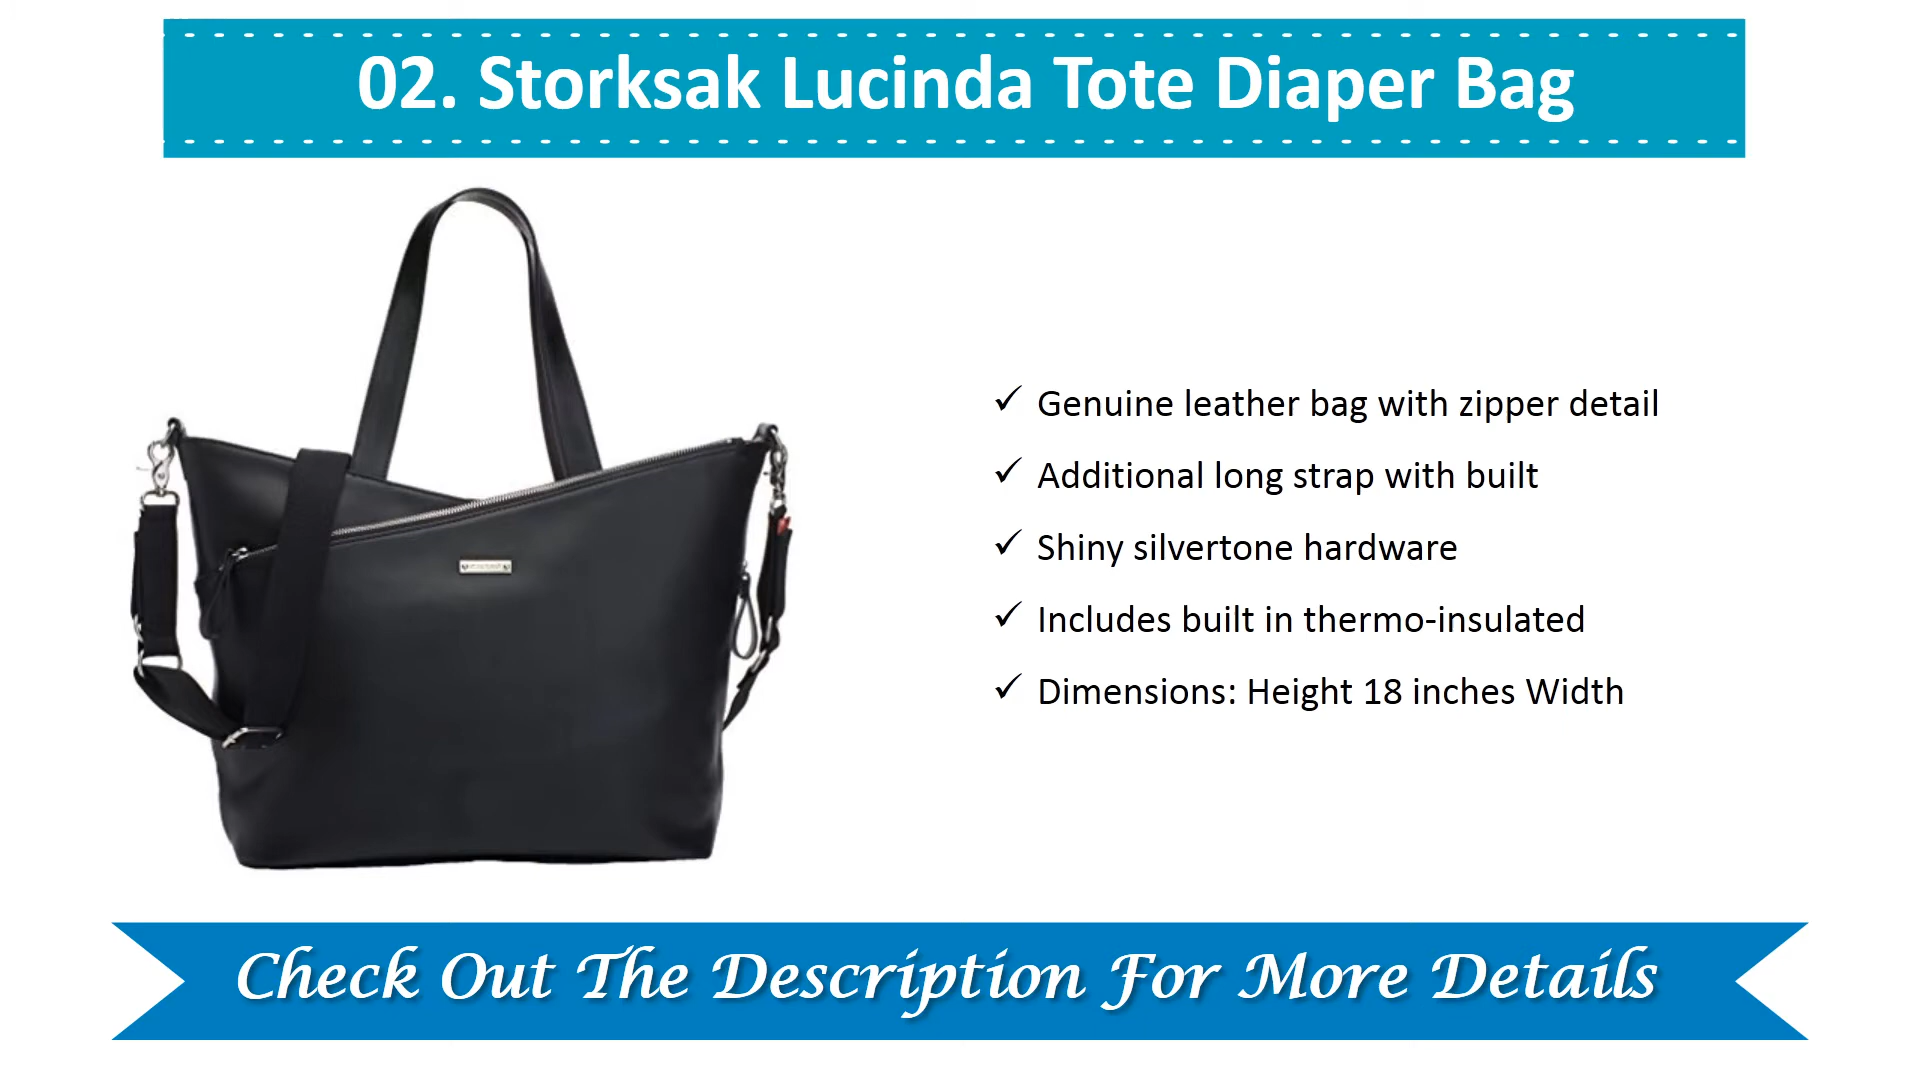 02. Storksak Lucinda Tote Diaper Bag
Genuine leather bag with zipper detail
Additional long strap with built
Shiny silvertone hardware
Includes built in thermo-insulated
Dimensions: Height 18 inches Width
Check Out The Description For More Details